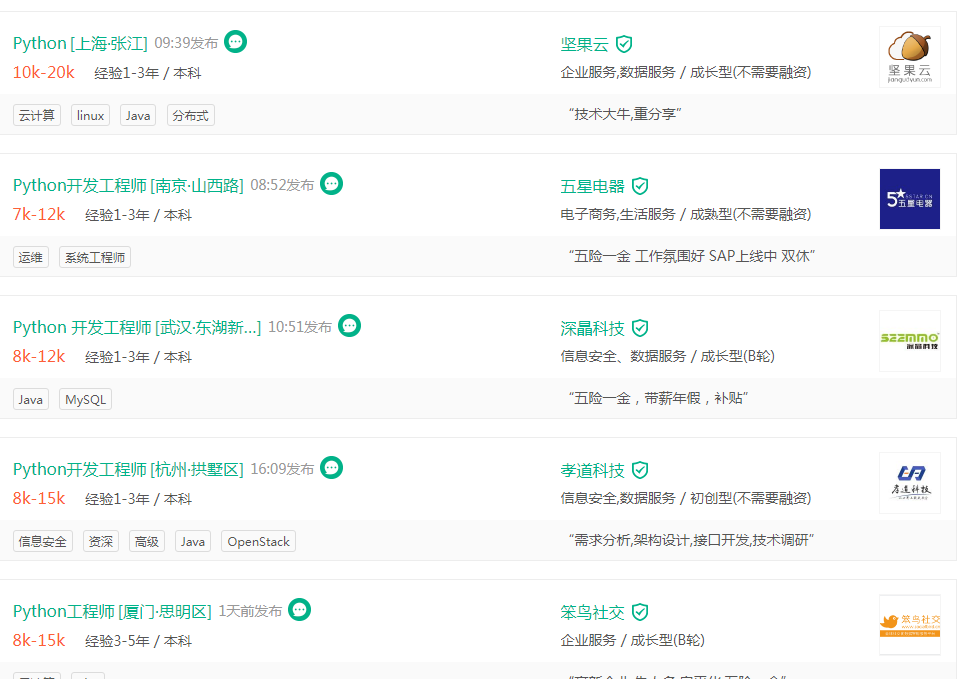 Python [上海·张江] 09:39发布
10k-20k 经验1-3年 / 本科
云计算 linux Java 分布式
坚果云
企业服务,数据服务 / 成长型(不需要融资)
“技术大牛,重分享”
坚果云
jianguoyun.com
Python开发工程师 [南京·山西路] 08:52发布
7k-12k 经验1-3年 / 本科
运维 系统工程师
五星电器
电子商务,生活服务 / 成熟型(不需要融资)
“五险一金 工作氛围好 SAP上线中 双休”
5 五星电器
Python 开发工程师 [武汉·东湖新...] 10:51发布
8k-12k 经验1-3年 / 本科
Java MySQL
深晶科技
信息安全、数据服务 / 成长型(B轮)
“五险一金，带薪年假，补贴”
SEEMMO
深晶科技
Python开发工程师 [杭州·拱墅区] 16:09发布
8k-15k 经验1-3年 / 本科
信息安全 资深 高级 Java OpenStack
孝道科技
信息安全,数据服务 / 初创型(不需要融资)
“需求分析,架构设计,接口开发,技术调研”
孝道科技
Python工程师 [厦门·思明区] 1天前发布
8k-15k 经验3-5年 / 本科
笨鸟社交
企业服务 / 成长型(B轮)
笨鸟社交